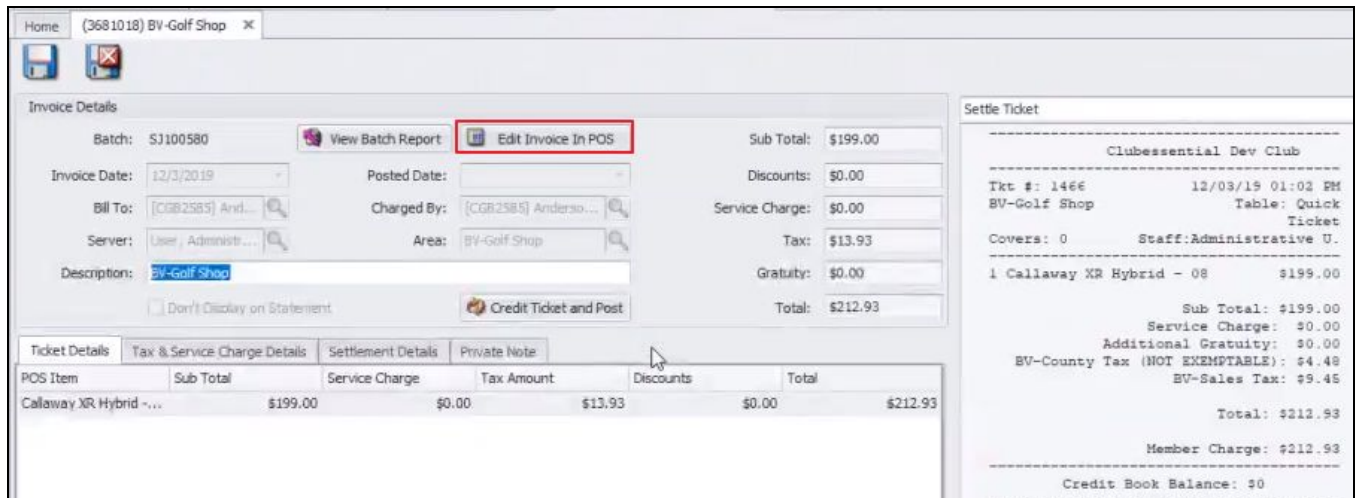 Home (3681018) BV-Golf Shop
Invoice Details
Batch: SJ100580 View Batch Report Edit Invoice In POS Sub Total: $199.00
Invoice Date: 12/3/2019 Posted Date: Discounts: $0.00
Bill To: [CGB2585] And... Charged By: [CGB2585] Anderso... Service Charge: $0.00
Server: User, Administr... Area: BV-Golf Shop Tax: $13.93
Description: BV-Golf Shop Gratuity: $0.00
Don't Display on Statement Credit Ticket and Post Total: $212.93
Ticket Details Tax & Service Charge Details Settlement Details Private Note
POS Item Sub Total Service Charge Tax Amount Discounts Total
Callaway XR Hybrid -... $199.00 $0.00 $13.93 $0.00 $212.93
Settle Ticket
Clubessential Dev Club
Tkt #: 1466 12/03/19 01:02 PM
BV-Golf Shop Table: Quick
Ticket
Covers: 0 Staff:Administrative U.
1 Callaway XR Hybrid - 08 $199.00
Sub Total: $199.00
Service Charge: $0.00
Additional Gratuity: $0.00
BV-County Tax (NOT EXEMPTABLE): $4.48
BV-Sales Tax: $9.45
Total: $212.93
Member Charge: $212.93
Credit Book Balance: $0